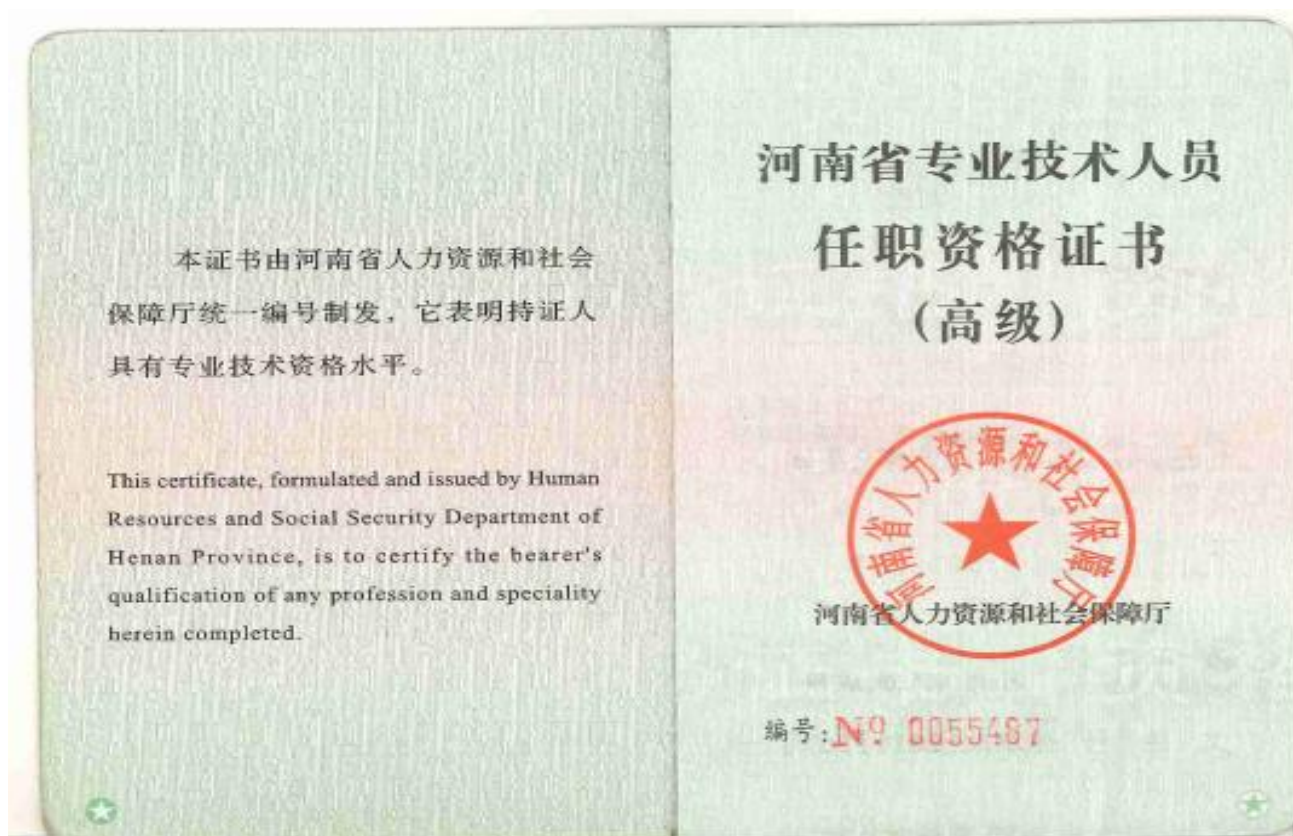 本证书由河南省人力资源和社会
保障厅统一编号制发，它表明持证人
具有专业技术资格水平。
This certificate, formulated and issued by Human
Resources and Social Security Department of
Henan Province, is to certify the bearer's
qualification of any profession and speciality
herein completed.
河南省专业技术人员
任职资格证书
(高级)
河南省人力资源和社会保障厅
河南省人力资源和社会保障厅
编号:No 0055487